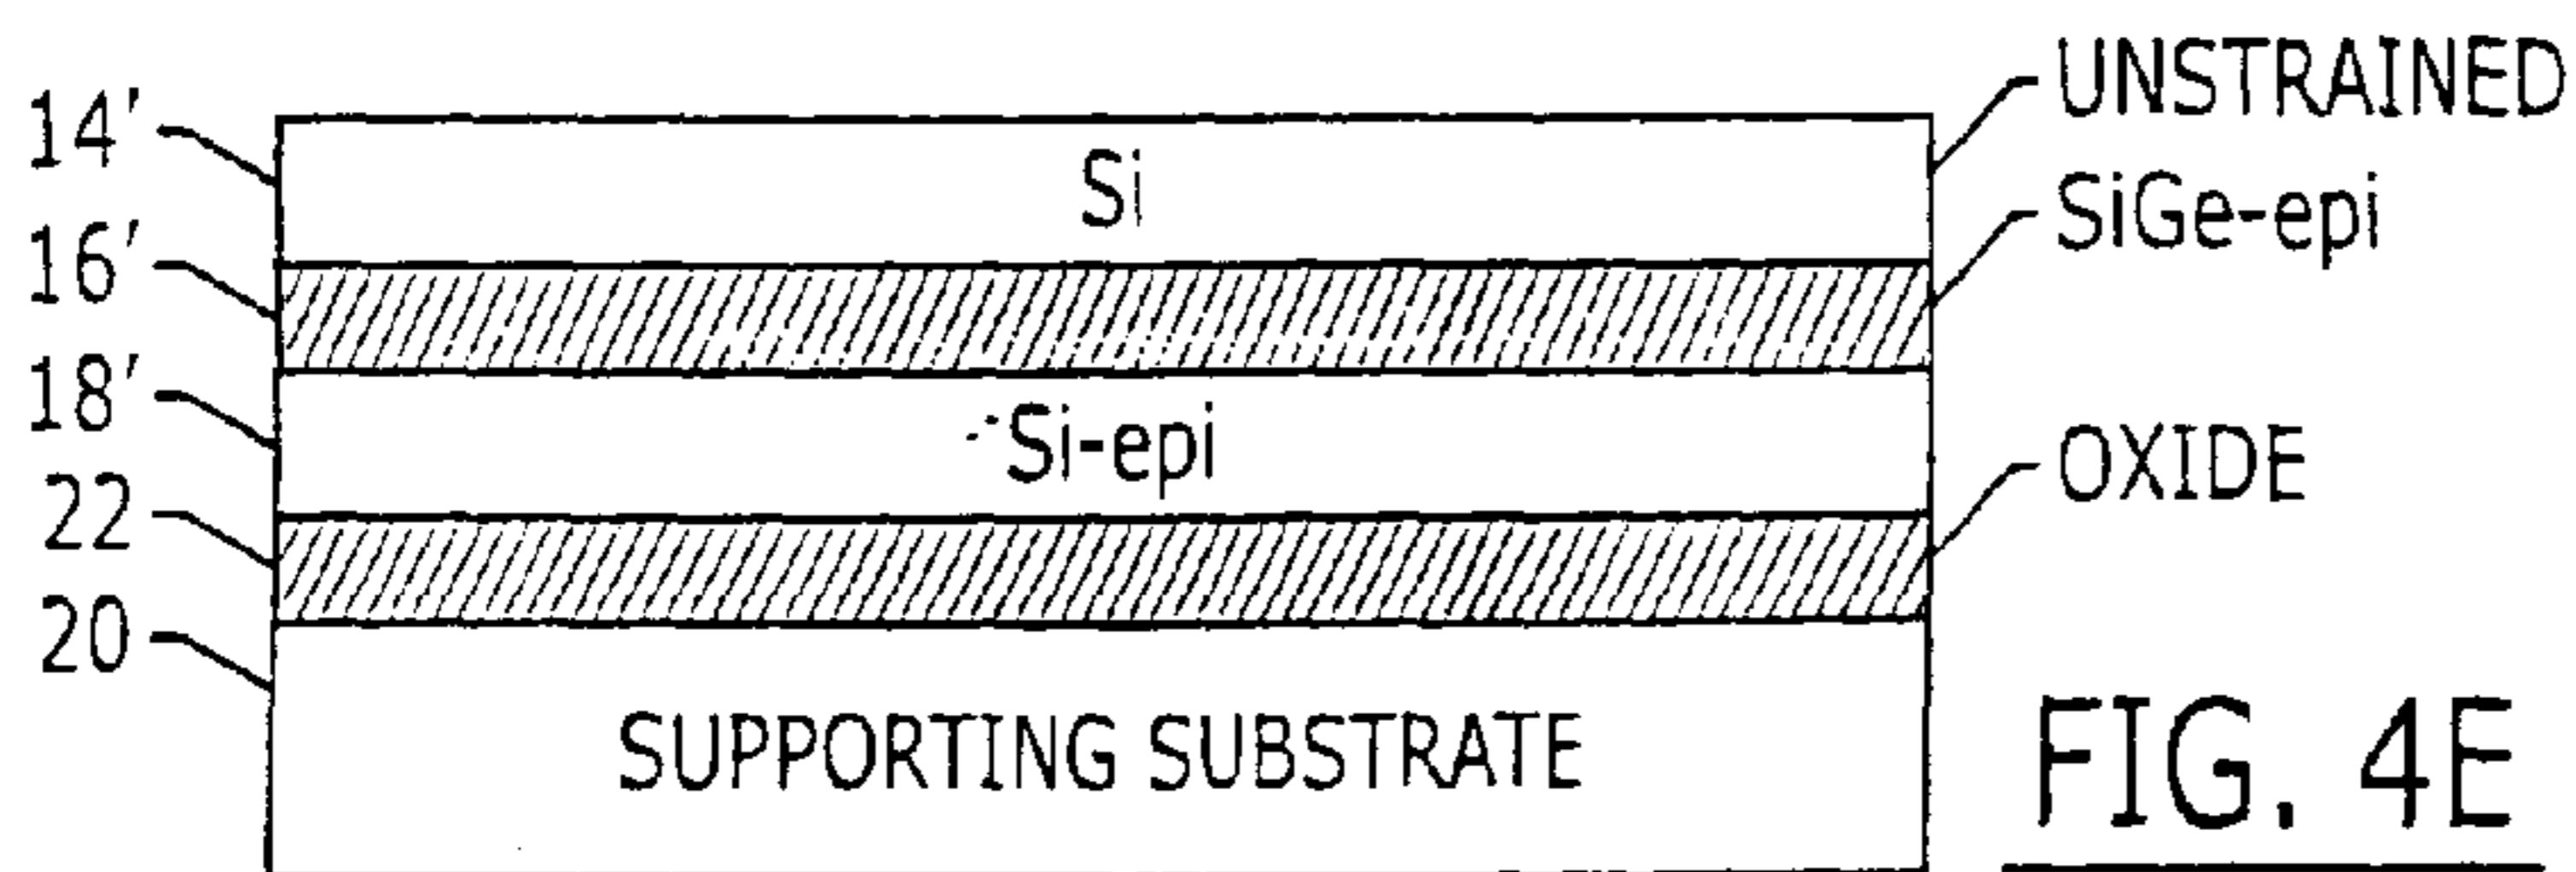 14'
16'
18'
22
20
Si
Si-epi
SUPPORTING SUBSTRATE
UNSTRAINED
SiGe-epi
OXIDE
FIG. 4E